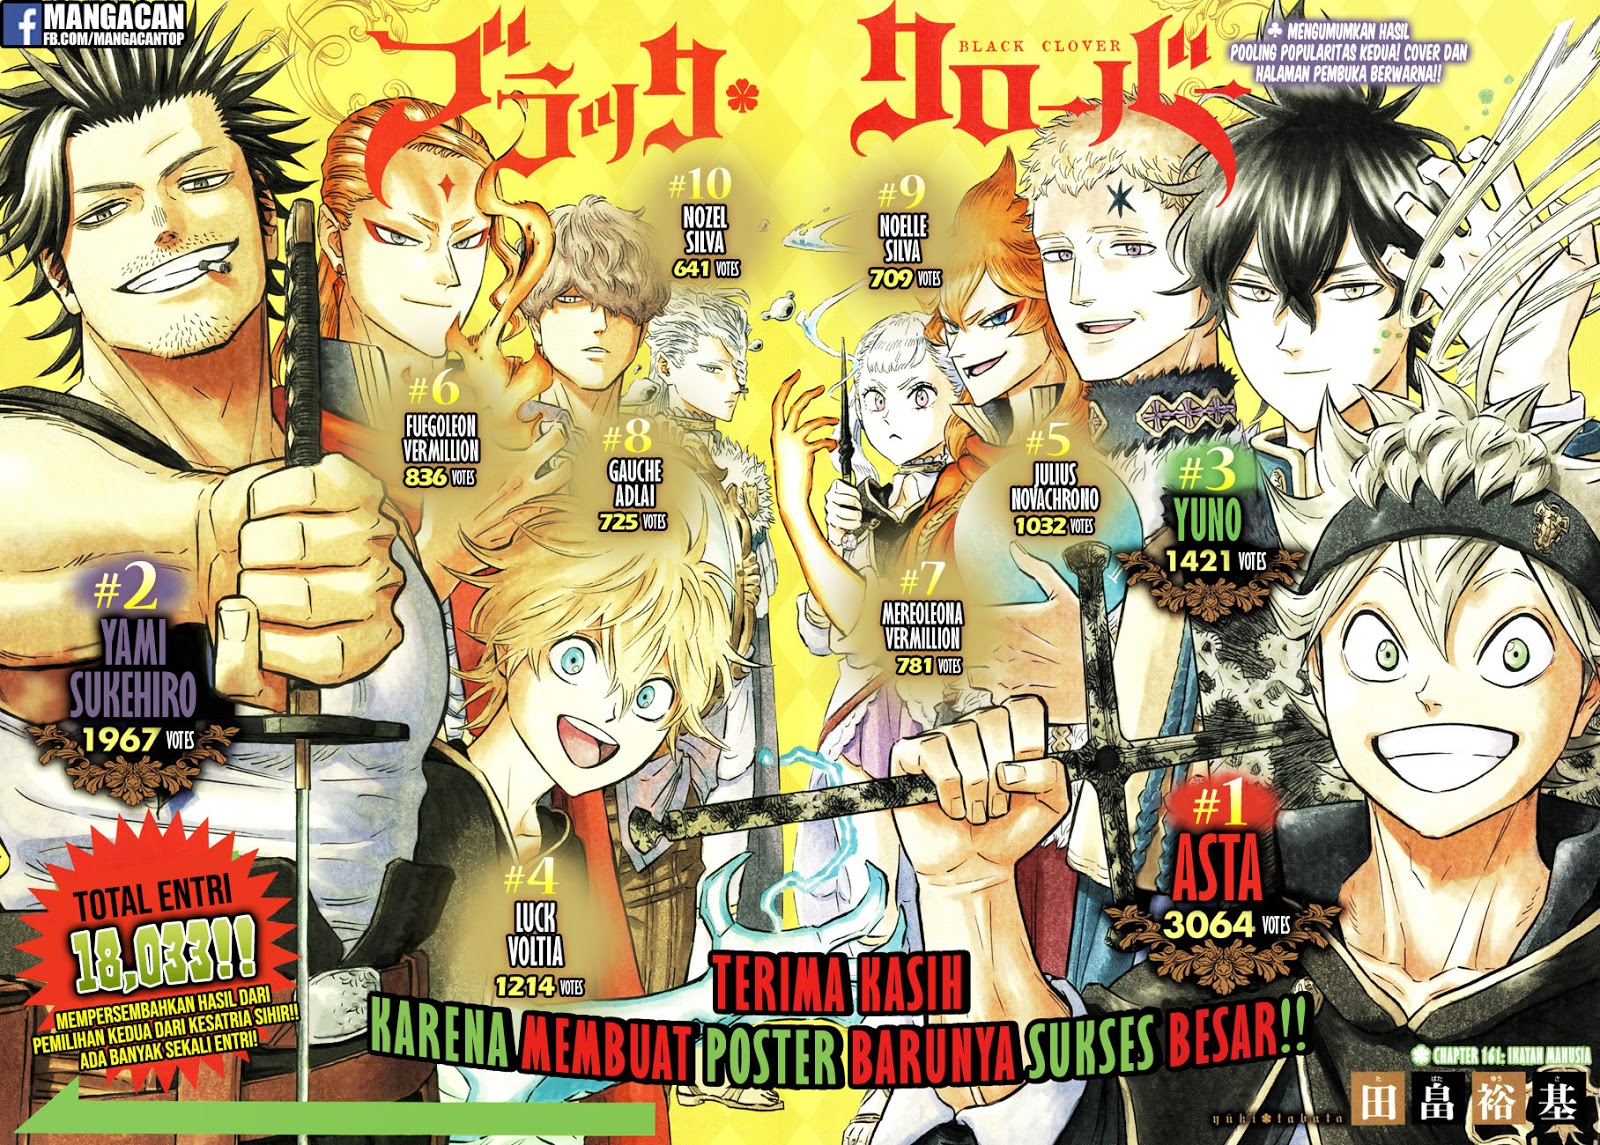 MANGACAN
FB.COM/MANGACANTOP
ブラック・クローバー
BLACK CLOVER
MENGUMUMKAN HASIL
POOLING POPULARITAS KEDUA! COVER DAN
HALAMAN PEMBUKA BERWARNA!!
#10
NOZEL
SILVA
641 VOTES
#9
NOELLE
SILVA
709 VOTES
#6
FUEGOLEON
VERMILLION
836 VOTES
#8
GAUCHE
ADLAI
725 VOTES
#5
JULIUS
NOVACHRONO
1032 VOTES
#3
YUNO
1421 VOTES
#2
YAMI
SUKEHIRO
1967 VOTES
#7
MEREOLEONA
VERMILLION
781 VOTES
#1
ASTA
3064 VOTES
#4
LUCK
VOLTIA
1214 VOTES
TOTAL ENTRI
18,033!!
MEMPERSEMBAHKAN HASIL DARI
PEMILIHAN KEDUA DARI KESATRIA SIHIR!!
ADA BANYAK SEKALI ENTRI!
TERIMA KASIH
KARENA MEMBUAT POSTER BARUNYA SUKSES BESAR!!
CHAPTER 161: IKATAN MANUSIA
yūki tabata
田畠裕基